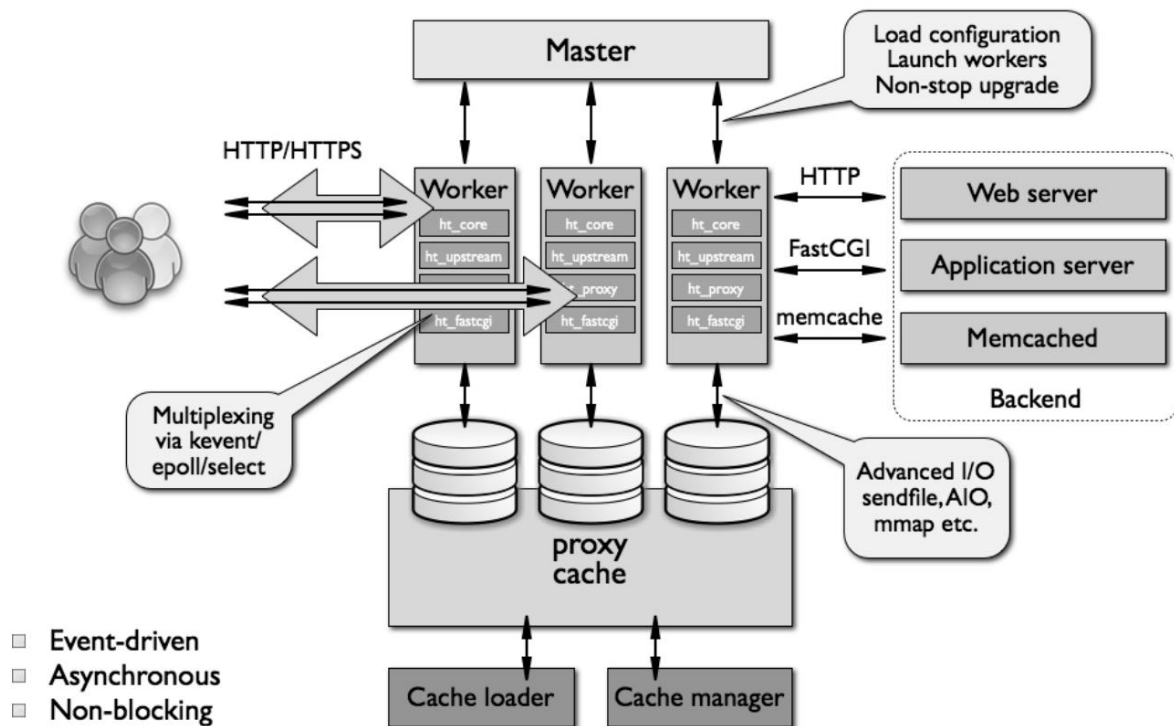 Master
Load configuration
Launch workers
Non-stop upgrade
HTTP/HTTPS
Worker
ht_core
ht_upstream
ht_fastcgi
Worker
ht_core
ht_upstream
ht_proxy
ht_fastcgi
Worker
ht_core
ht_upstream
ht_proxy
ht_fastcgi
HTTP
FastCGI
memcache
Web server
Application server
Memcached
Backend
Multiplexing
via kevent/
epoll/select
Advanced I/O
sendfile, AIO,
mmap etc.
proxy
cache
Cache loader
Cache manager
Event-driven
Asynchronous
Non-blocking